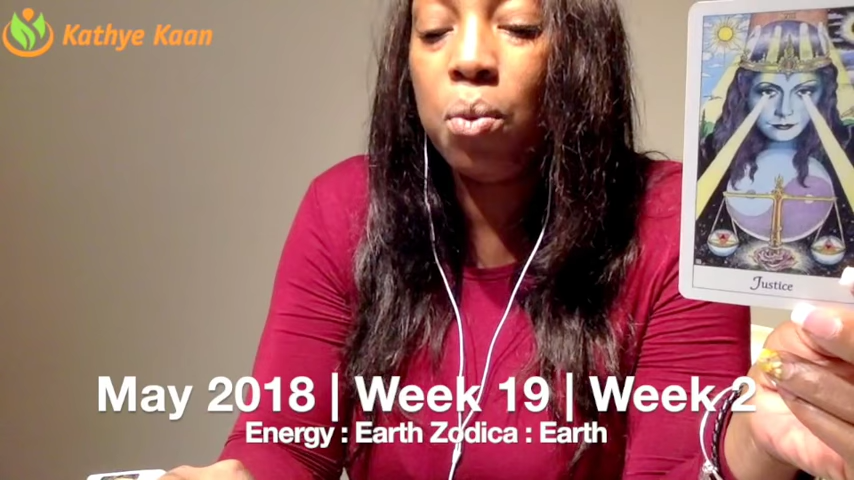 Kathye Kaan
Justice
May 2018 | Week 19 | Week 2
Energy : Earth Zodica : Earth